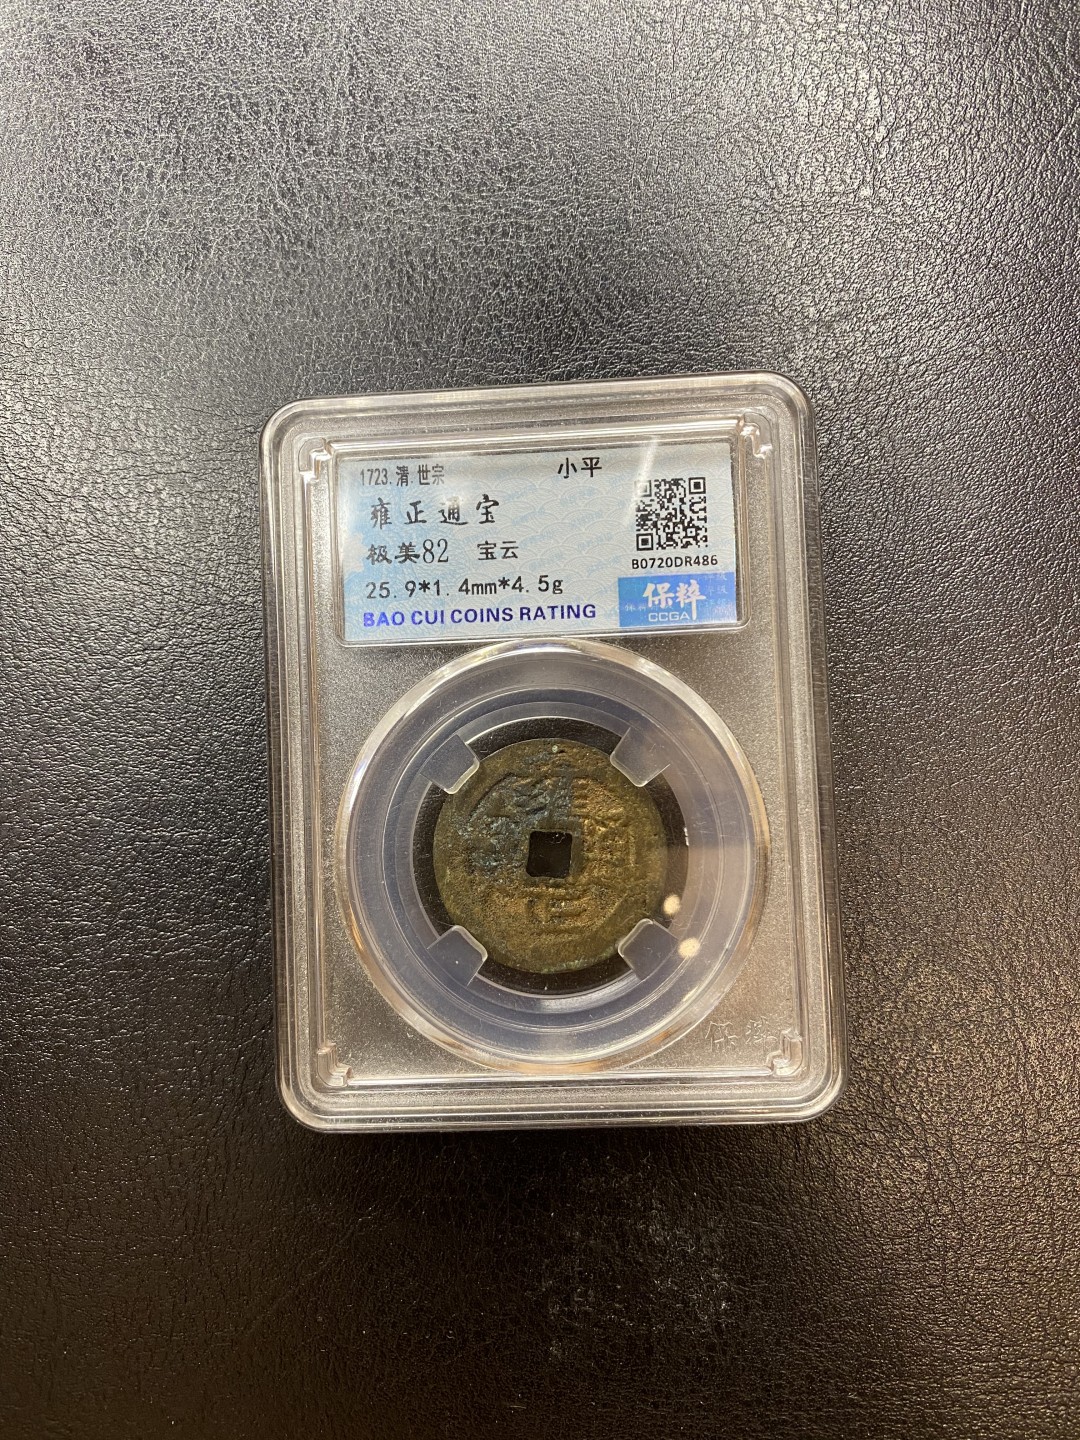 1723.清.世宗 小平
雍正通宝
极美82 宝云
B0720DR486
25.9*1.4mm*4.5g
保粹
CCGA
BAO CUI COINS RATING